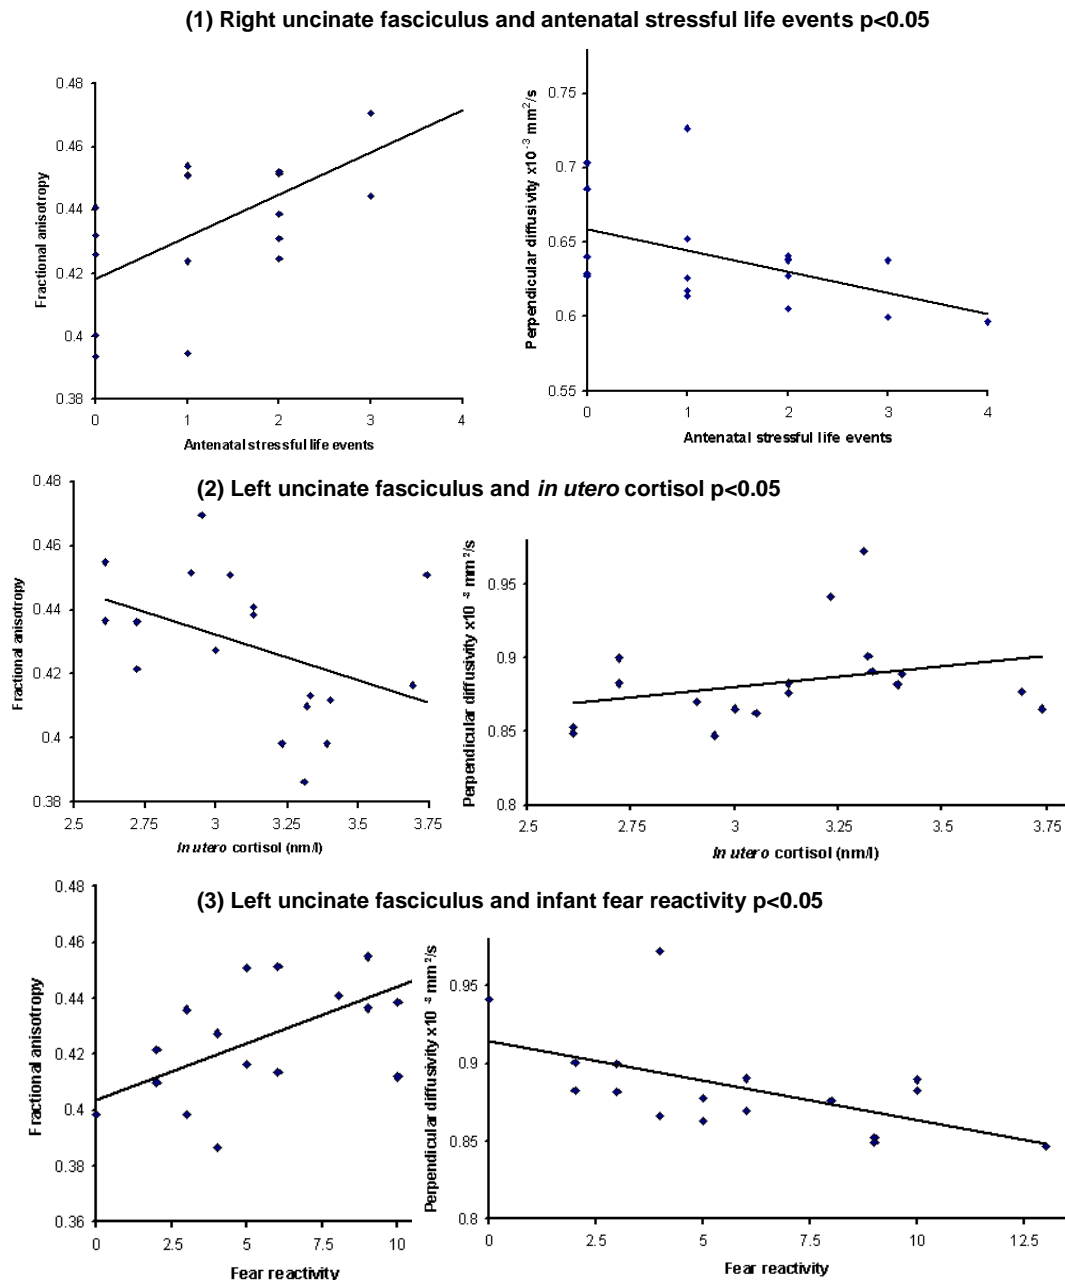 (1) Right uncinate fasciculus and antenatal stressful life events p<0.05
Fractional anisotropy
0.48
0.46
0.44
0.42
0.4
0.38
0 1 2 3 4
Antenatal stressful life events
Perpendicular diffusivity x10⁻³ mm²/s
0.75
0.7
0.65
0.6
0.55
0 1 2 3 4
Antenatal stressful life events
(2) Left uncinate fasciculus and in utero cortisol p<0.05
Fractional anisotropy
0.48
0.46
0.44
0.42
0.4
0.38
2.5 2.75 3 3.25 3.5 3.75
In utero cortisol (nm/l)
Perpendicular diffusivity x10⁻³ mm²/s
0.95
0.9
0.85
0.8
2.5 2.75 3 3.25 3.5 3.75
In utero cortisol (nm/l)
(3) Left uncinate fasciculus and infant fear reactivity p<0.05
Fractional anisotropy
0.48
0.46
0.44
0.42
0.4
0.38
0.36
0 2.5 5 7.5 10
Fear reactivity
Perpendicular diffusivity x10⁻³ mm²/s
0.95
0.9
0.85
0.8
0 2.5 5 7.5 10 12.5
Fear reactivity